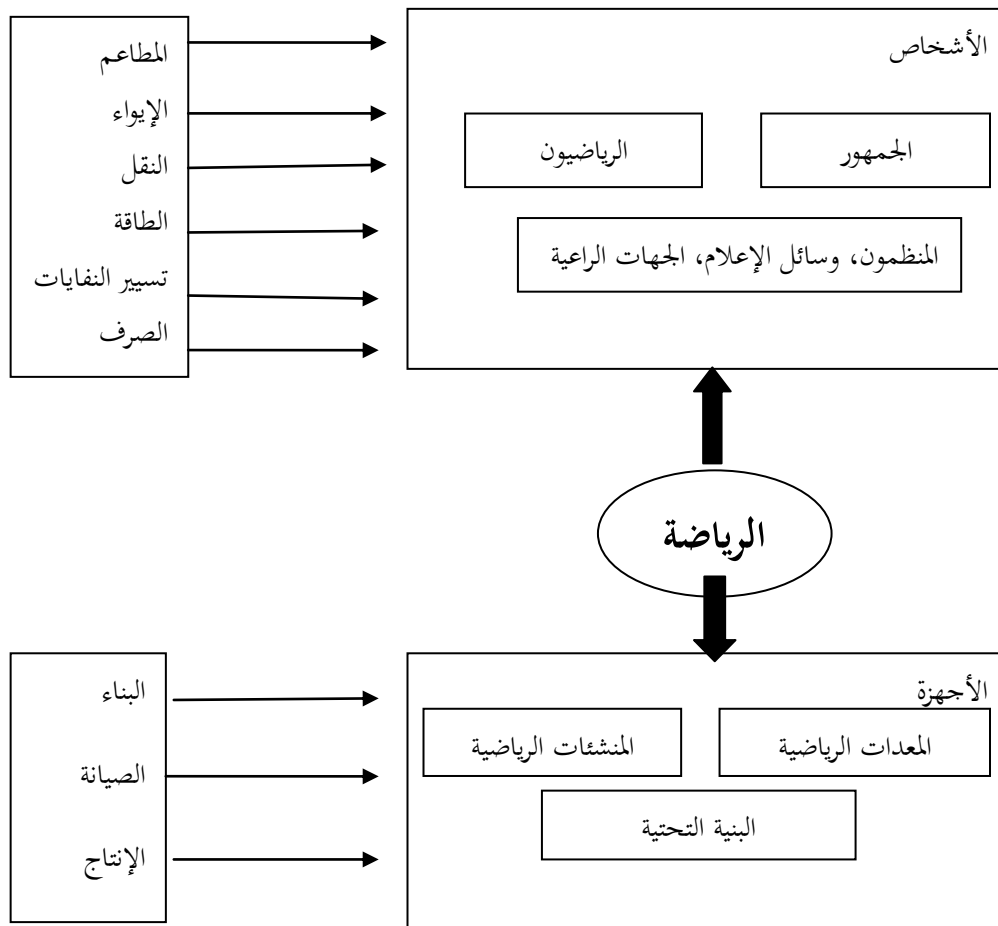 الأشخاص
الجمهور
الرياضيون
المنظمون، وسائل الإعلام، الجهات الراعية
المطاعم
الإيواء
النقل
الطاقة
تسيير النفايات
الصرف
الرياضة
الأجهزة
المعدات الرياضية
المنشئات الرياضية
البنية التحتية
البناء
الصيانة
الإنتاج